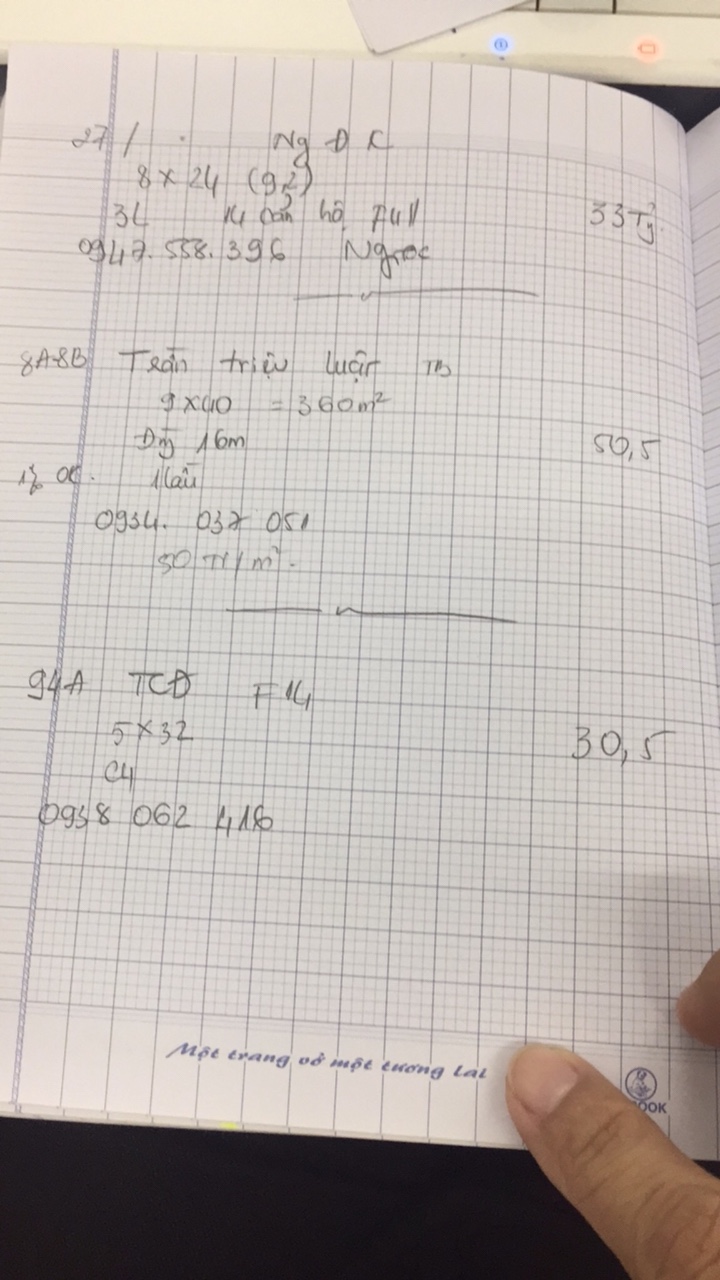 27/. Ng Đ K
8 x 24 (9,2)
3L 14 căn hộ Full 33 Tỷ
0947.558.396 Ngọc
8A-8B Trần triệu luật TB
9 x 40 = 360m²
Đg 16m 50,5
1% 1lầu
0934. 037 051
50 Tr/m².
94A TCĐ F14
5 x 32 30,5
C4
0938 062 416
Một trang vở một tương lai
OOK